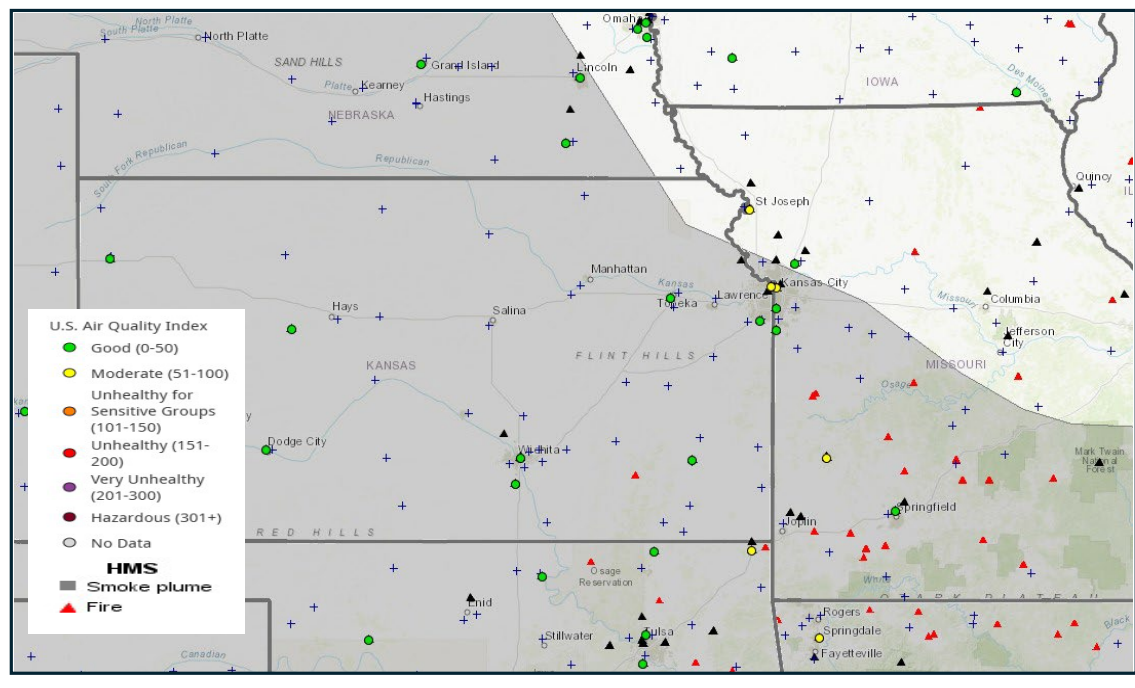 North Platte
South Platte
North Platte
SAND HILLS
Platte
Kearney
Grand Island
Hastings
NEBRASKA
Omaha
Lincoln
IOWA
Des Moines
South Fork Republican
Republican
Quincy
IL
St Joseph
Manhattan
Kansas
Topeka
Lawrence
Kansas City
Missouri
Columbia
Jefferson
City
MISSOURI
Osage
Hays
Salina
FLINT HILLS
KANSAS
Dodge City
Wichita
Mark Twain
National
Forest
Springfield
Joplin
RED HILLS
Osage
Reservation
White
Enid
Stillwater
Tulsa
Rogers
Springdale
Fayetteville
Black
Canadian
U.S. Air Quality Index
Good (0-50)
Moderate (51-100)
Unhealthy for
Sensitive Groups
(101-150)
Unhealthy (151-
200)
Very Unhealthy
(201-300)
Hazardous (301+)
No Data
HMS
Smoke plume
Fire